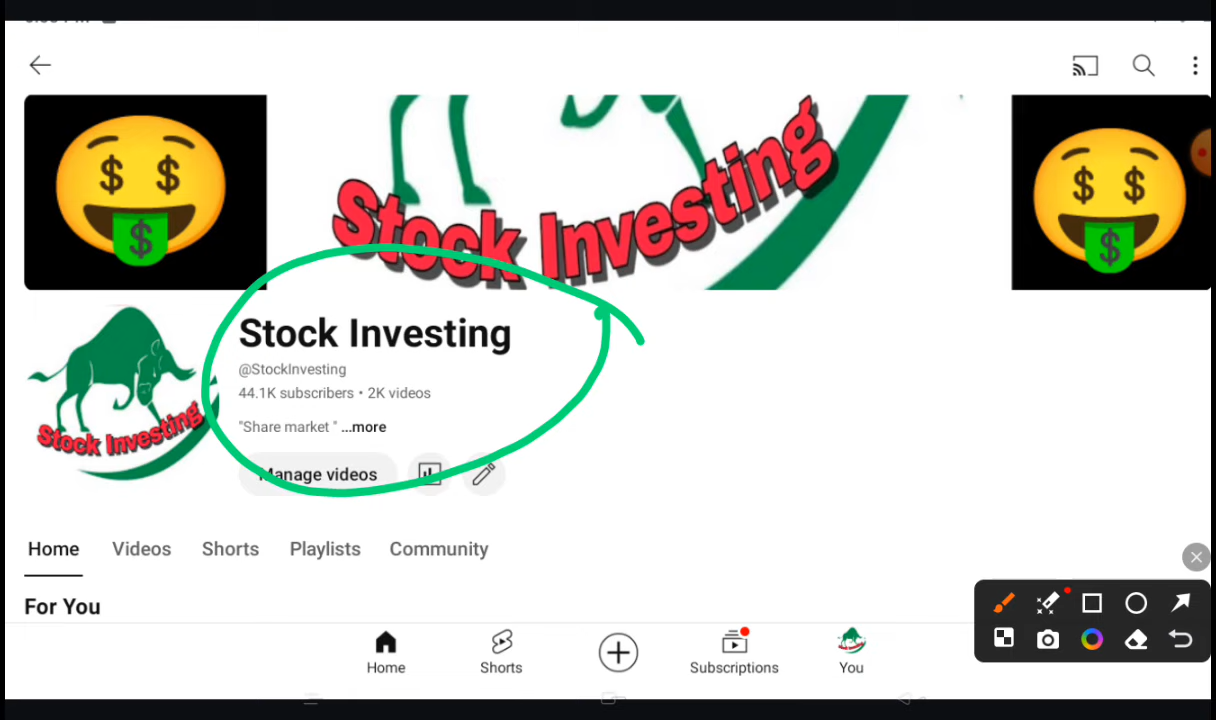 Stock Investing
Stock Investing
@StockInvesting
44.1K subscribers • 2K videos
"Share market " ...more
Stock Investing
Manage videos
Home Videos Shorts Playlists Community
For You
Home Shorts Subscriptions You